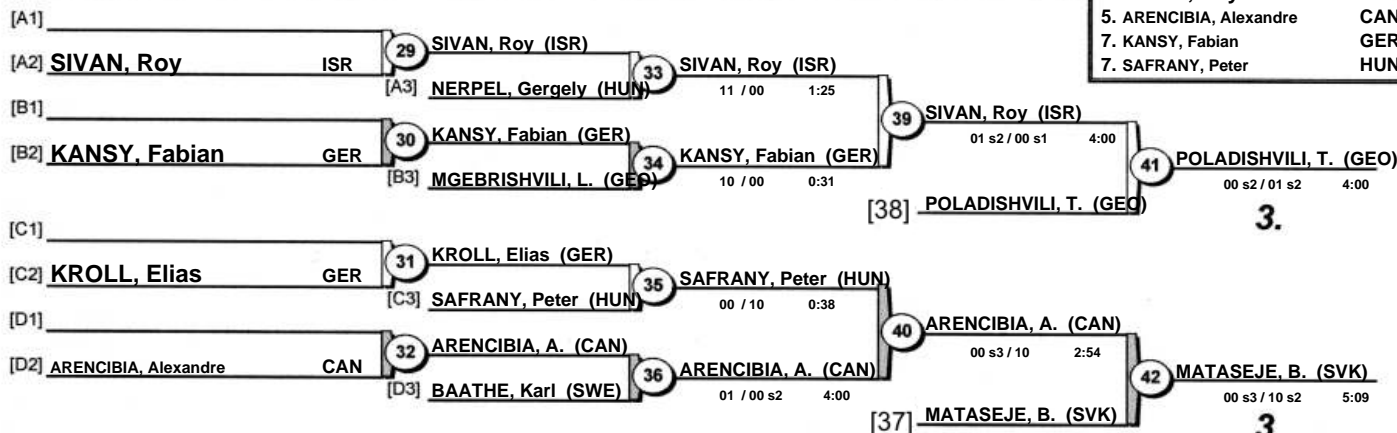 [A1]
[A2] SIVAN, Roy ISR
29
SIVAN, Roy (ISR)
[A3] NERPEL, Gergely (HUN)
33
SIVAN, Roy (ISR)
11 / 00 1:25
[B1]
[B2] KANSY, Fabian GER
30
KANSY, Fabian (GER)
[B3] MGEBRISHVILI, L. (GEO)
34
KANSY, Fabian (GER)
10 / 00 0:31
39
SIVAN, Roy (ISR)
01 s2 / 00 s1 4:00
[38] POLADISHVILI, T. (GEO)
41
POLADISHVILI, T. (GEO)
00 s2 / 01 s2 4:00
3.
[C1]
[C2] KROLL, Elias GER
31
KROLL, Elias (GER)
[C3] SAFRANY, Peter (HUN)
35
SAFRANY, Peter (HUN)
00 / 10 0:38
[D1]
[D2] ARENCIBIA, Alexandre CAN
32
ARENCIBIA, A. (CAN)
[D3] BAATHE, Karl (SWE)
36
ARENCIBIA, A. (CAN)
01 / 00 s2 4:00
40
ARENCIBIA, A. (CAN)
00 s3 / 10 2:54
[37] MATASEJE, B. (SVK)
42
MATASEJE, B. (SVK)
00 s3 / 10 s2 5:09
3
5. ARENCIBIA, Alexandre CAN
7. KANSY, Fabian GER
7. SAFRANY, Peter HUN